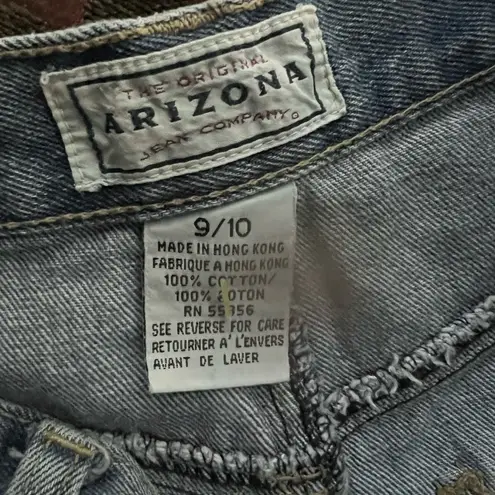 THE ORIGINAL
ARIZONA
JEAN COMPANY
9/10
MADE IN HONG KONG
FABRIQUE A HONG KONG
100% COTTON/
100% COTON
RN
SEE REVERSE FOR CARE
RETOURNER A' L'ENVERS
AVANT DE LAVER